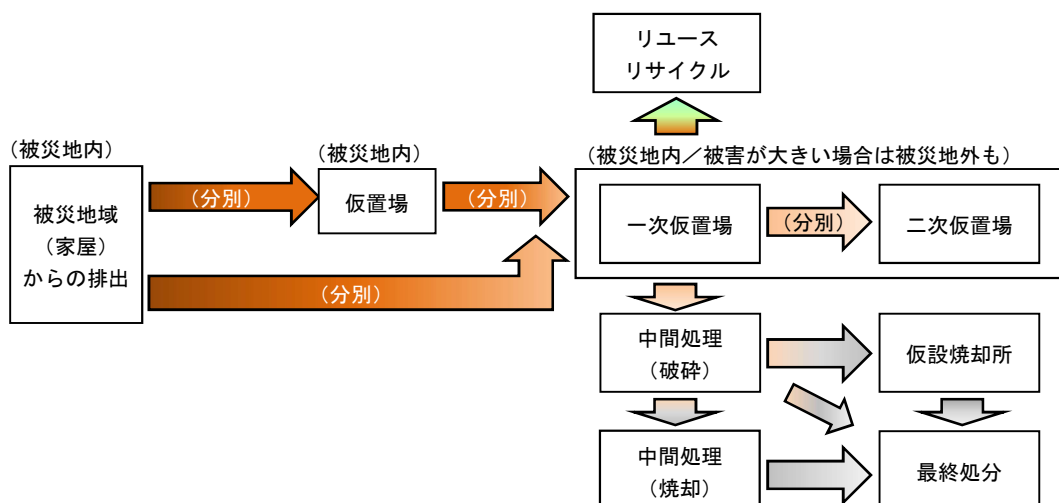 リユース
リサイクル
（被災地内）
（被災地内）
（被災地内／被害が大きい場合は被災地外も）
被災地域
（家屋）
からの排出
（分別）
仮置場
（分別）
一次仮置場
（分別）
二次仮置場
（分別）
中間処理
（破砕）
仮設焼却所
中間処理
（焼却）
最終処分